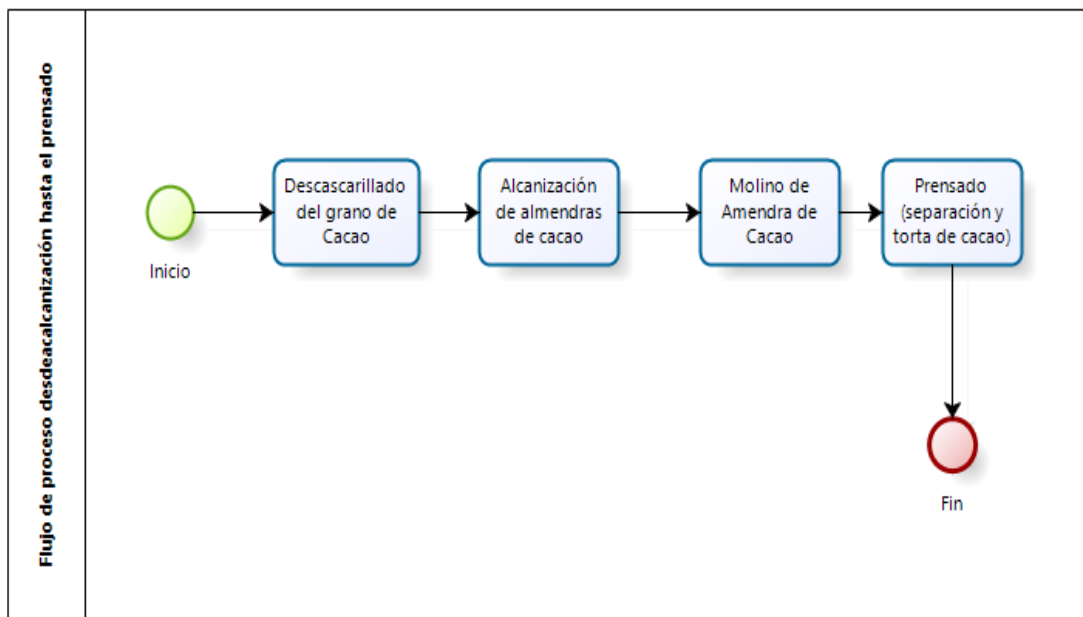 Flujo de proceso desdeacalcanización hasta el prensado
Inicio
Descascarillado
del grano de
Cacao
Alcanización
de almendras
de cacao
Molino de
Amendra de
Cacao
Prensado
(separación y
torta de cacao)
Fin